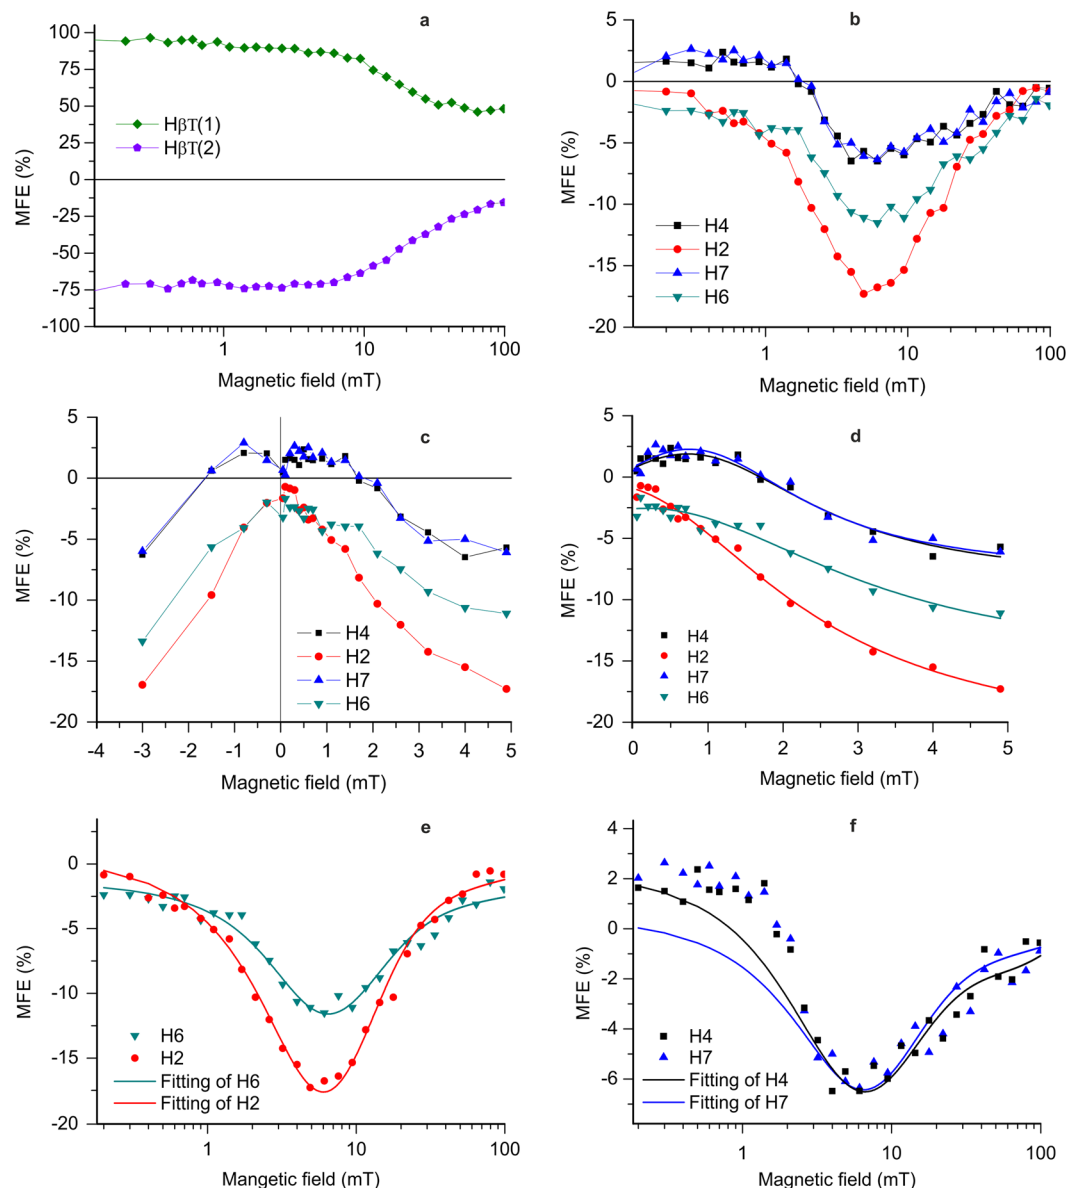 a
100
75
50
25
0
-25
-50
-75
-100
MFE (%)
HβT(1)
HβT(2)
1
10
100
Magnetic field (mT)
b
5
0
-5
-10
-15
-20
MFE (%)
H4
H2
H7
H6
1
10
100
Magnetic field (mT)
c
5
0
-5
-10
-15
-20
MFE (%)
H4
H2
H7
H6
-4 -3 -2 -1 0 1 2 3 4 5
Magnetic field (mT)
d
5
0
-5
-10
-15
-20
MFE (%)
H4
H2
H7
H6
0 1 2 3 4 5
Magnetic field (mT)
e
0
-5
-10
-15
-20
MFE (%)
H6
H2
Fitting of H6
Fitting of H2
1
10
100
Mangetic field (mT)
f
4
2
0
-2
-4
-6
MFE (%)
H4
H7
Fitting of H4
Fitting of H7
1
10
100
Magnetic field (mT)